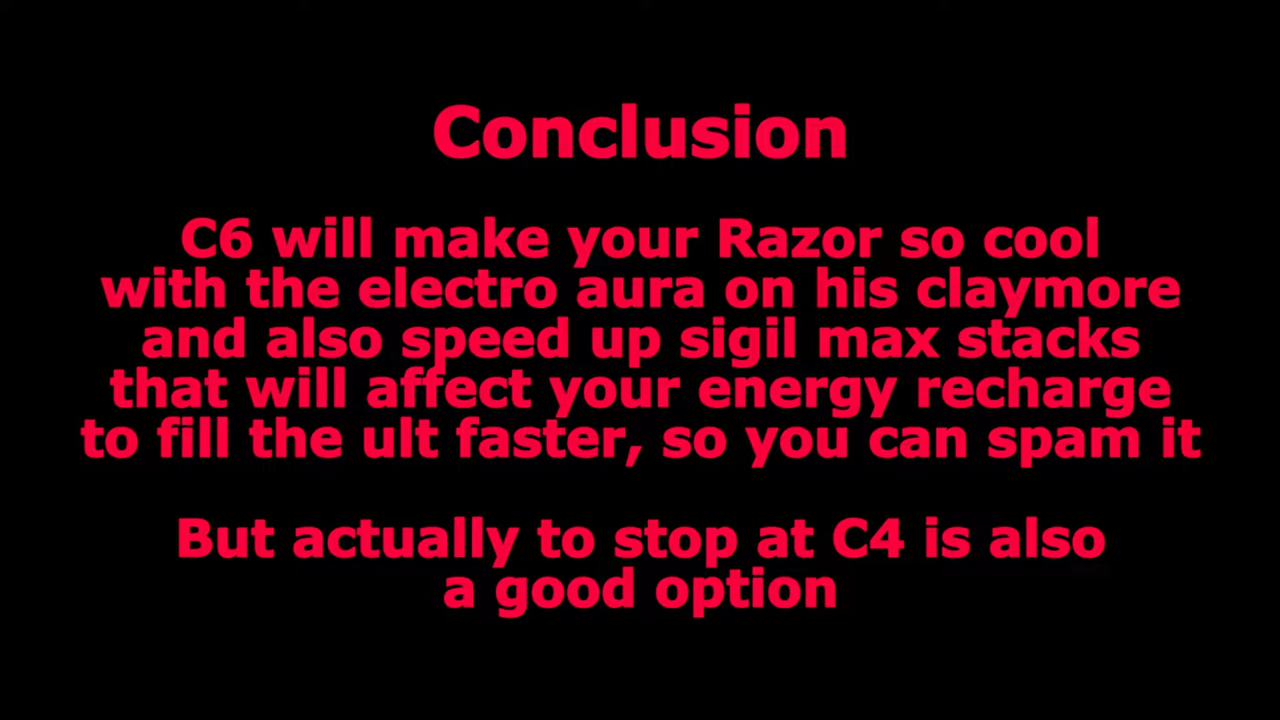 Conclusion
C6 will make your Razor so cool
with the electro aura on his claymore
and also speed up sigil max stacks
that will affect your energy recharge
to fill the ult faster, so you can spam it
But actually to stop at C4 is also
a good option